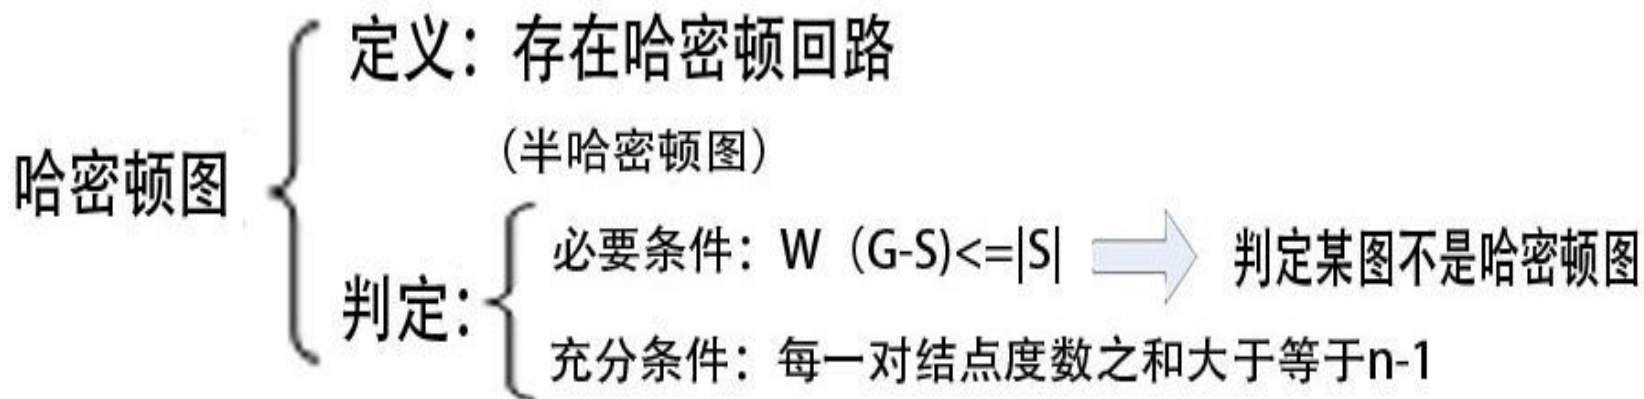 哈密顿图
定义：存在哈密顿回路
(半哈密顿图)
判定：
必要条件：W（G-S)<=|S|
判定某图不是哈密顿图
充分条件：每一对结点度数之和大于等于n-1